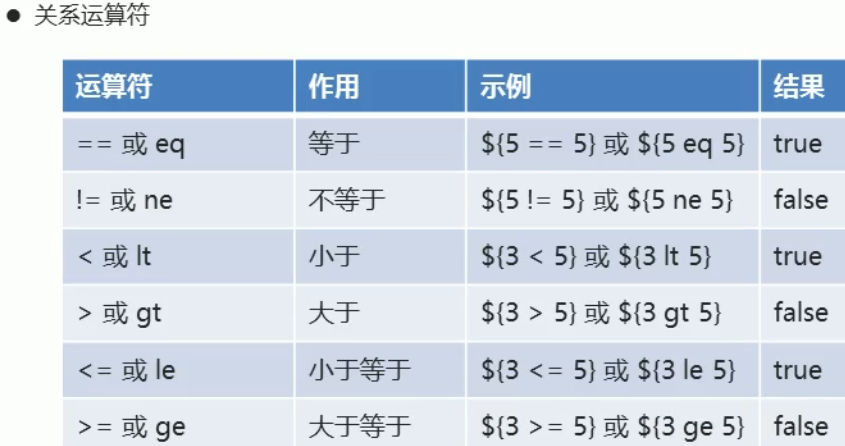 ● 关系运算符
运算符 作用 示例 结果
== 或 eq 等于 ${5 == 5} 或 ${5 eq 5} true
!= 或 ne 不等于 ${5 != 5} 或 ${5 ne 5} false
< 或 lt 小于 ${3 < 5} 或 ${3 lt 5} true
> 或 gt 大于 ${3 > 5} 或 ${3 gt 5} false
<= 或 le 小于等于 ${3 <= 5} 或 ${3 le 5} true
>= 或 ge 大于等于 ${3 >= 5} 或 ${3 ge 5} false